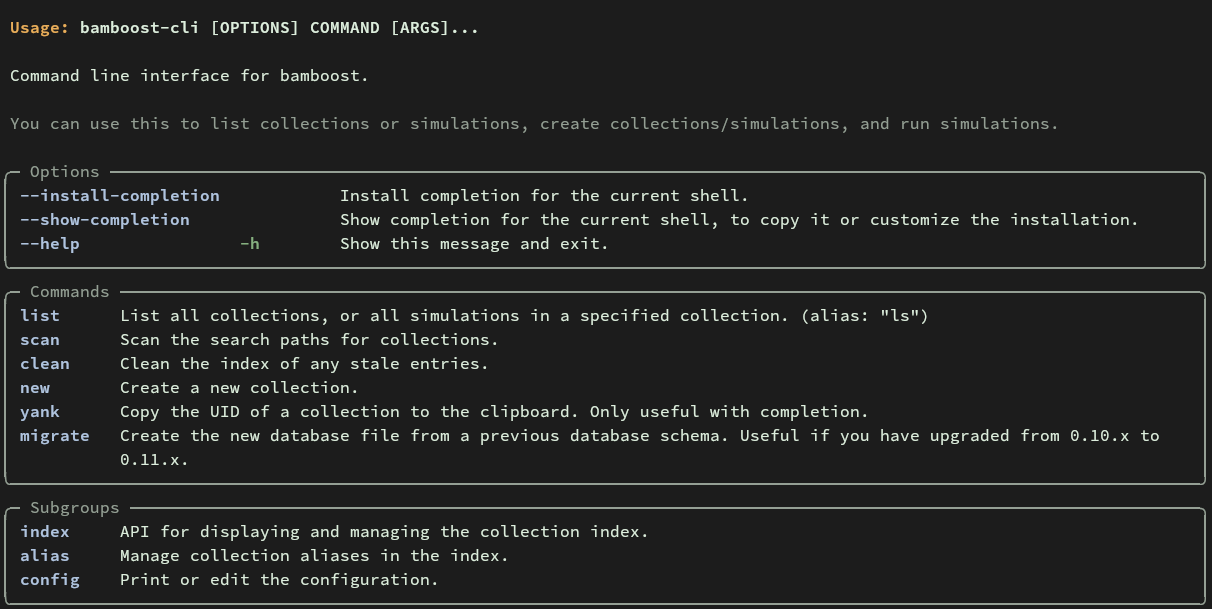 Usage: bamboost-cli [OPTIONS] COMMAND [ARGS]...
Command line interface for bamboost.
You can use this to list collections or simulations, create collections/simulations, and run simulations.
Options
--install-completion Install completion for the current shell.
--show-completion Show completion for the current shell, to copy it or customize the installation.
--help -h Show this message and exit.
Commands
list List all collections, or all simulations in a specified collection. (alias: "ls")
scan Scan the search paths for collections.
clean Clean the index of any stale entries.
new Create a new collection.
yank Copy the UID of a collection to the clipboard. Only useful with completion.
migrate Create the new database file from a previous database schema. Useful if you have upgraded from 0.10.x to
0.11.x.
Subgroups
index API for displaying and managing the collection index.
alias Manage collection aliases in the index.
config Print or edit the configuration.